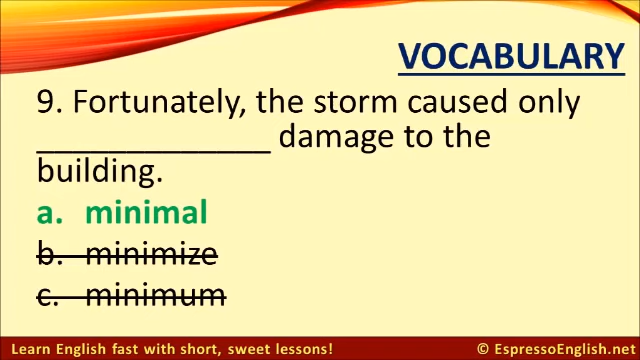 VOCABULARY
9. Fortunately, the storm caused only
_____________ damage to the
building.
a. minimal
b. minimize
c. minimum
Learn English fast with short, sweet lessons! © EspressoEnglish.net